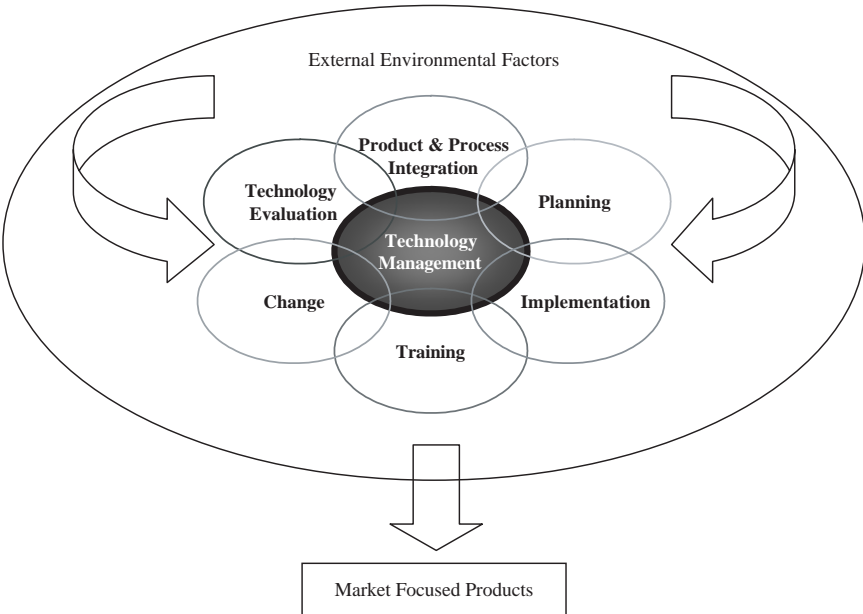 External Environmental Factors
Product & Process
Integration
Technology
Evaluation
Planning
Technology
Management
Change
Implementation
Training
Market Focused Products